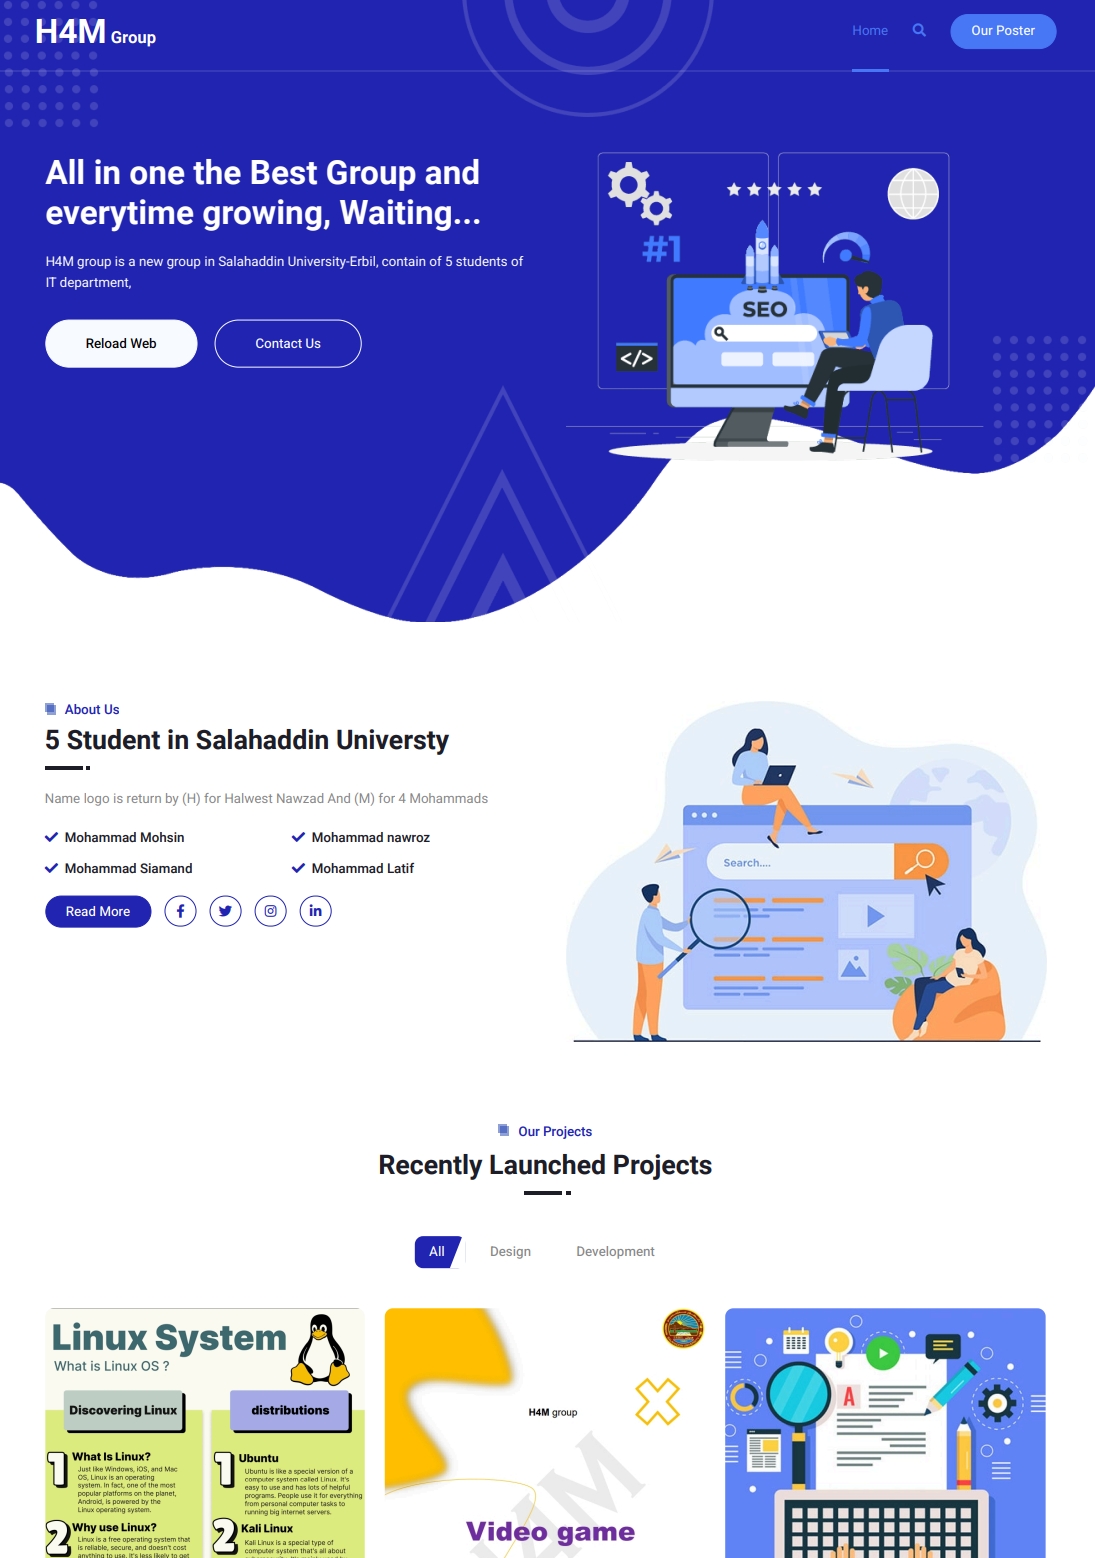 H4M Group
Home
Our Poster
All in one the Best Group and
everytime growing, Waiting...
H4M group is a new group in Salahaddin University-Erbil, contain of 5 students of
IT department,
Reload Web
Contact Us
#1
SEO
</>
About Us
5 Student in Salahaddin Universty
Name logo is return by (H) for Halwest Nawzad And (M) for 4 Mohammads
Mohammad Mohsin
Mohammad nawroz
Mohammad Siamand
Mohammad Latif
Read More
Search....
Our Projects
Recently Launched Projects
All
Design
Development
Linux System
What is Linux OS ?
Discovering Linux
distributions
1 What Is Linux?
Just like Windows, iOS, and Mac
OS, Linux is an operating
system. In fact, one of the most
popular platforms on the planet,
Android, is powered by the
Linux operating system.
2 Why use Linux?
Linux is a free operating system that
is reliable, secure, and doesn't cost
anything to use. it's less likely to get
1 Ubuntu
Ubuntu is like a special version of a
computer system called Linux. It's
easy to use and has lots of helpful
programs. People use it for everything
from personal computer tasks to
running big internet servers.
2 Kali Linux
Kali Linux is a special type of
computer system that's all about
H4M group
H4M
Video game
A